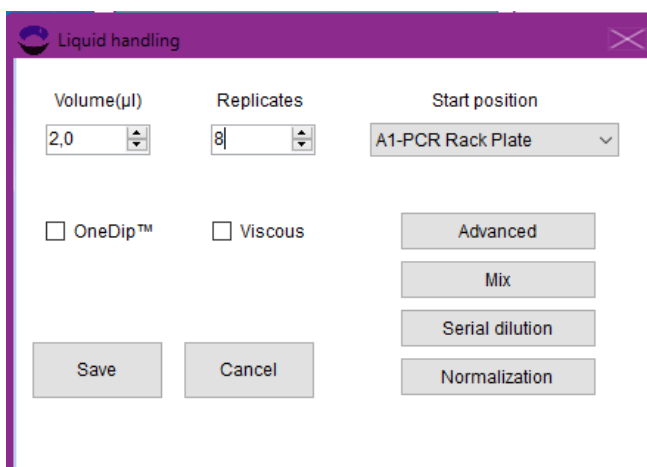 Liquid handling
Volume(µl) Replicates Start position
2,0 8 A1-PCR Rack Plate
OneDip™ Viscous Advanced
Mix
Serial dilution
Save Cancel Normalization